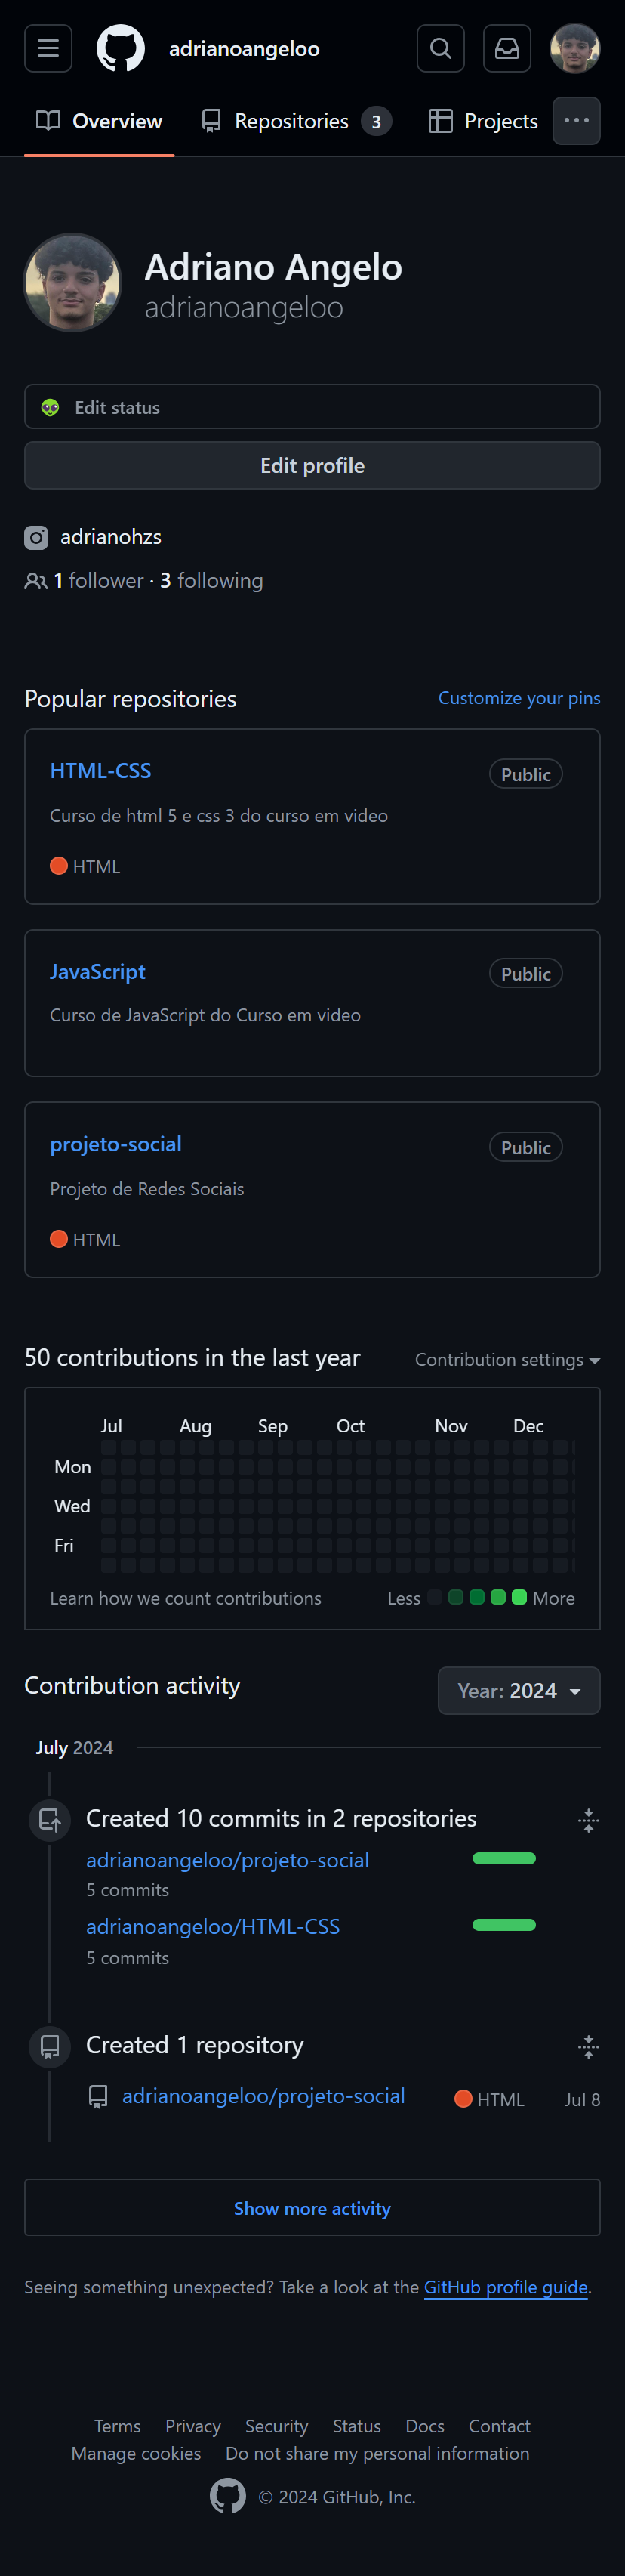 adrianoangeloo
Overview Repositories 3 Projects
Adriano Angelo
adrianoangeloo
Edit status
Edit profile
adrianohzs
1 follower · 3 following
Popular repositories Customize your pins
HTML-CSS Public
Curso de html 5 e css 3 do curso em video
HTML
JavaScript Public
Curso de JavaScript do Curso em video
projeto-social Public
Projeto de Redes Sociais
HTML
50 contributions in the last year Contribution settings
Jul Aug Sep Oct Nov Dec
Mon
Wed
Fri
Learn how we count contributions Less More
Contribution activity Year: 2024
July 2024
Created 10 commits in 2 repositories
adrianoangeloo/projeto-social
5 commits
adrianoangeloo/HTML-CSS
5 commits
Created 1 repository
adrianoangeloo/projeto-social HTML Jul 8
Show more activity
Seeing something unexpected? Take a look at the GitHub profile guide.
Terms Privacy Security Status Docs Contact
Manage cookies Do not share my personal information
© 2024 GitHub, Inc.